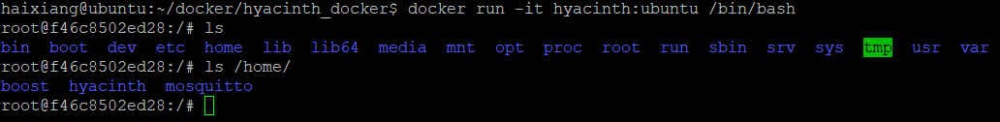 haixiang@ubuntu:~/docker/hyacinth_docker$ docker run -it hyacinth:ubuntu /bin/bash
root@f46c8502ed28:/# ls
bin boot dev etc home lib lib64 media mnt opt proc root run sbin srv sys tmp usr var
root@f46c8502ed28:/# ls /home/
boost hyacinth mosquitto
root@f46c8502ed28:/#